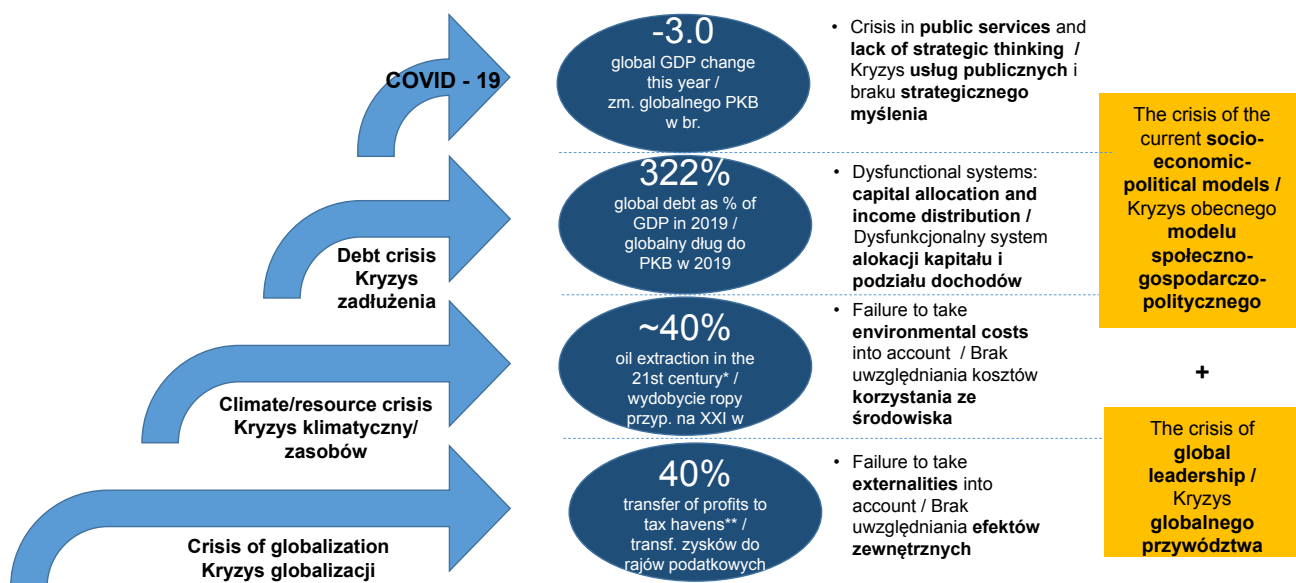 COVID - 19
-3.0
global GDP change
this year /
zm. globalnego PKB
w br.
• Crisis in public services and
lack of strategic thinking /
Kryzys usług publicznych i
braku strategicznego
myślenia
Debt crisis
Kryzys
zadłużenia
322%
global debt as % of
GDP in 2019 /
globalny dług do
PKB w 2019
• Dysfunctional systems:
capital allocation and
income distribution /
Dysfunkcjonalny system
alokacji kapitału i
podziału dochodów
Climate/resource crisis
Kryzys klimatyczny/
zasobów
~40%
oil extraction in the
21st century* /
wydobycie ropy
przyp. na XXI w
• Failure to take
environmental costs
into account / Brak
uwzględniania kosztów
korzystania ze
środowiska
Crisis of globalization
Kryzys globalizacji
40%
transfer of profits to
tax havens** /
transf. zysków do
rajów podatkowych
• Failure to take
externalities into
account / Brak
uwzględniania efektów
zewnętrznych
The crisis of the
current socio-
economic-
political models /
Kryzys obecnego
modelu
społeczno-
gospodarczo-
politycznego
+
The crisis of
global
leadership /
Kryzys
globalnego
przywództwa